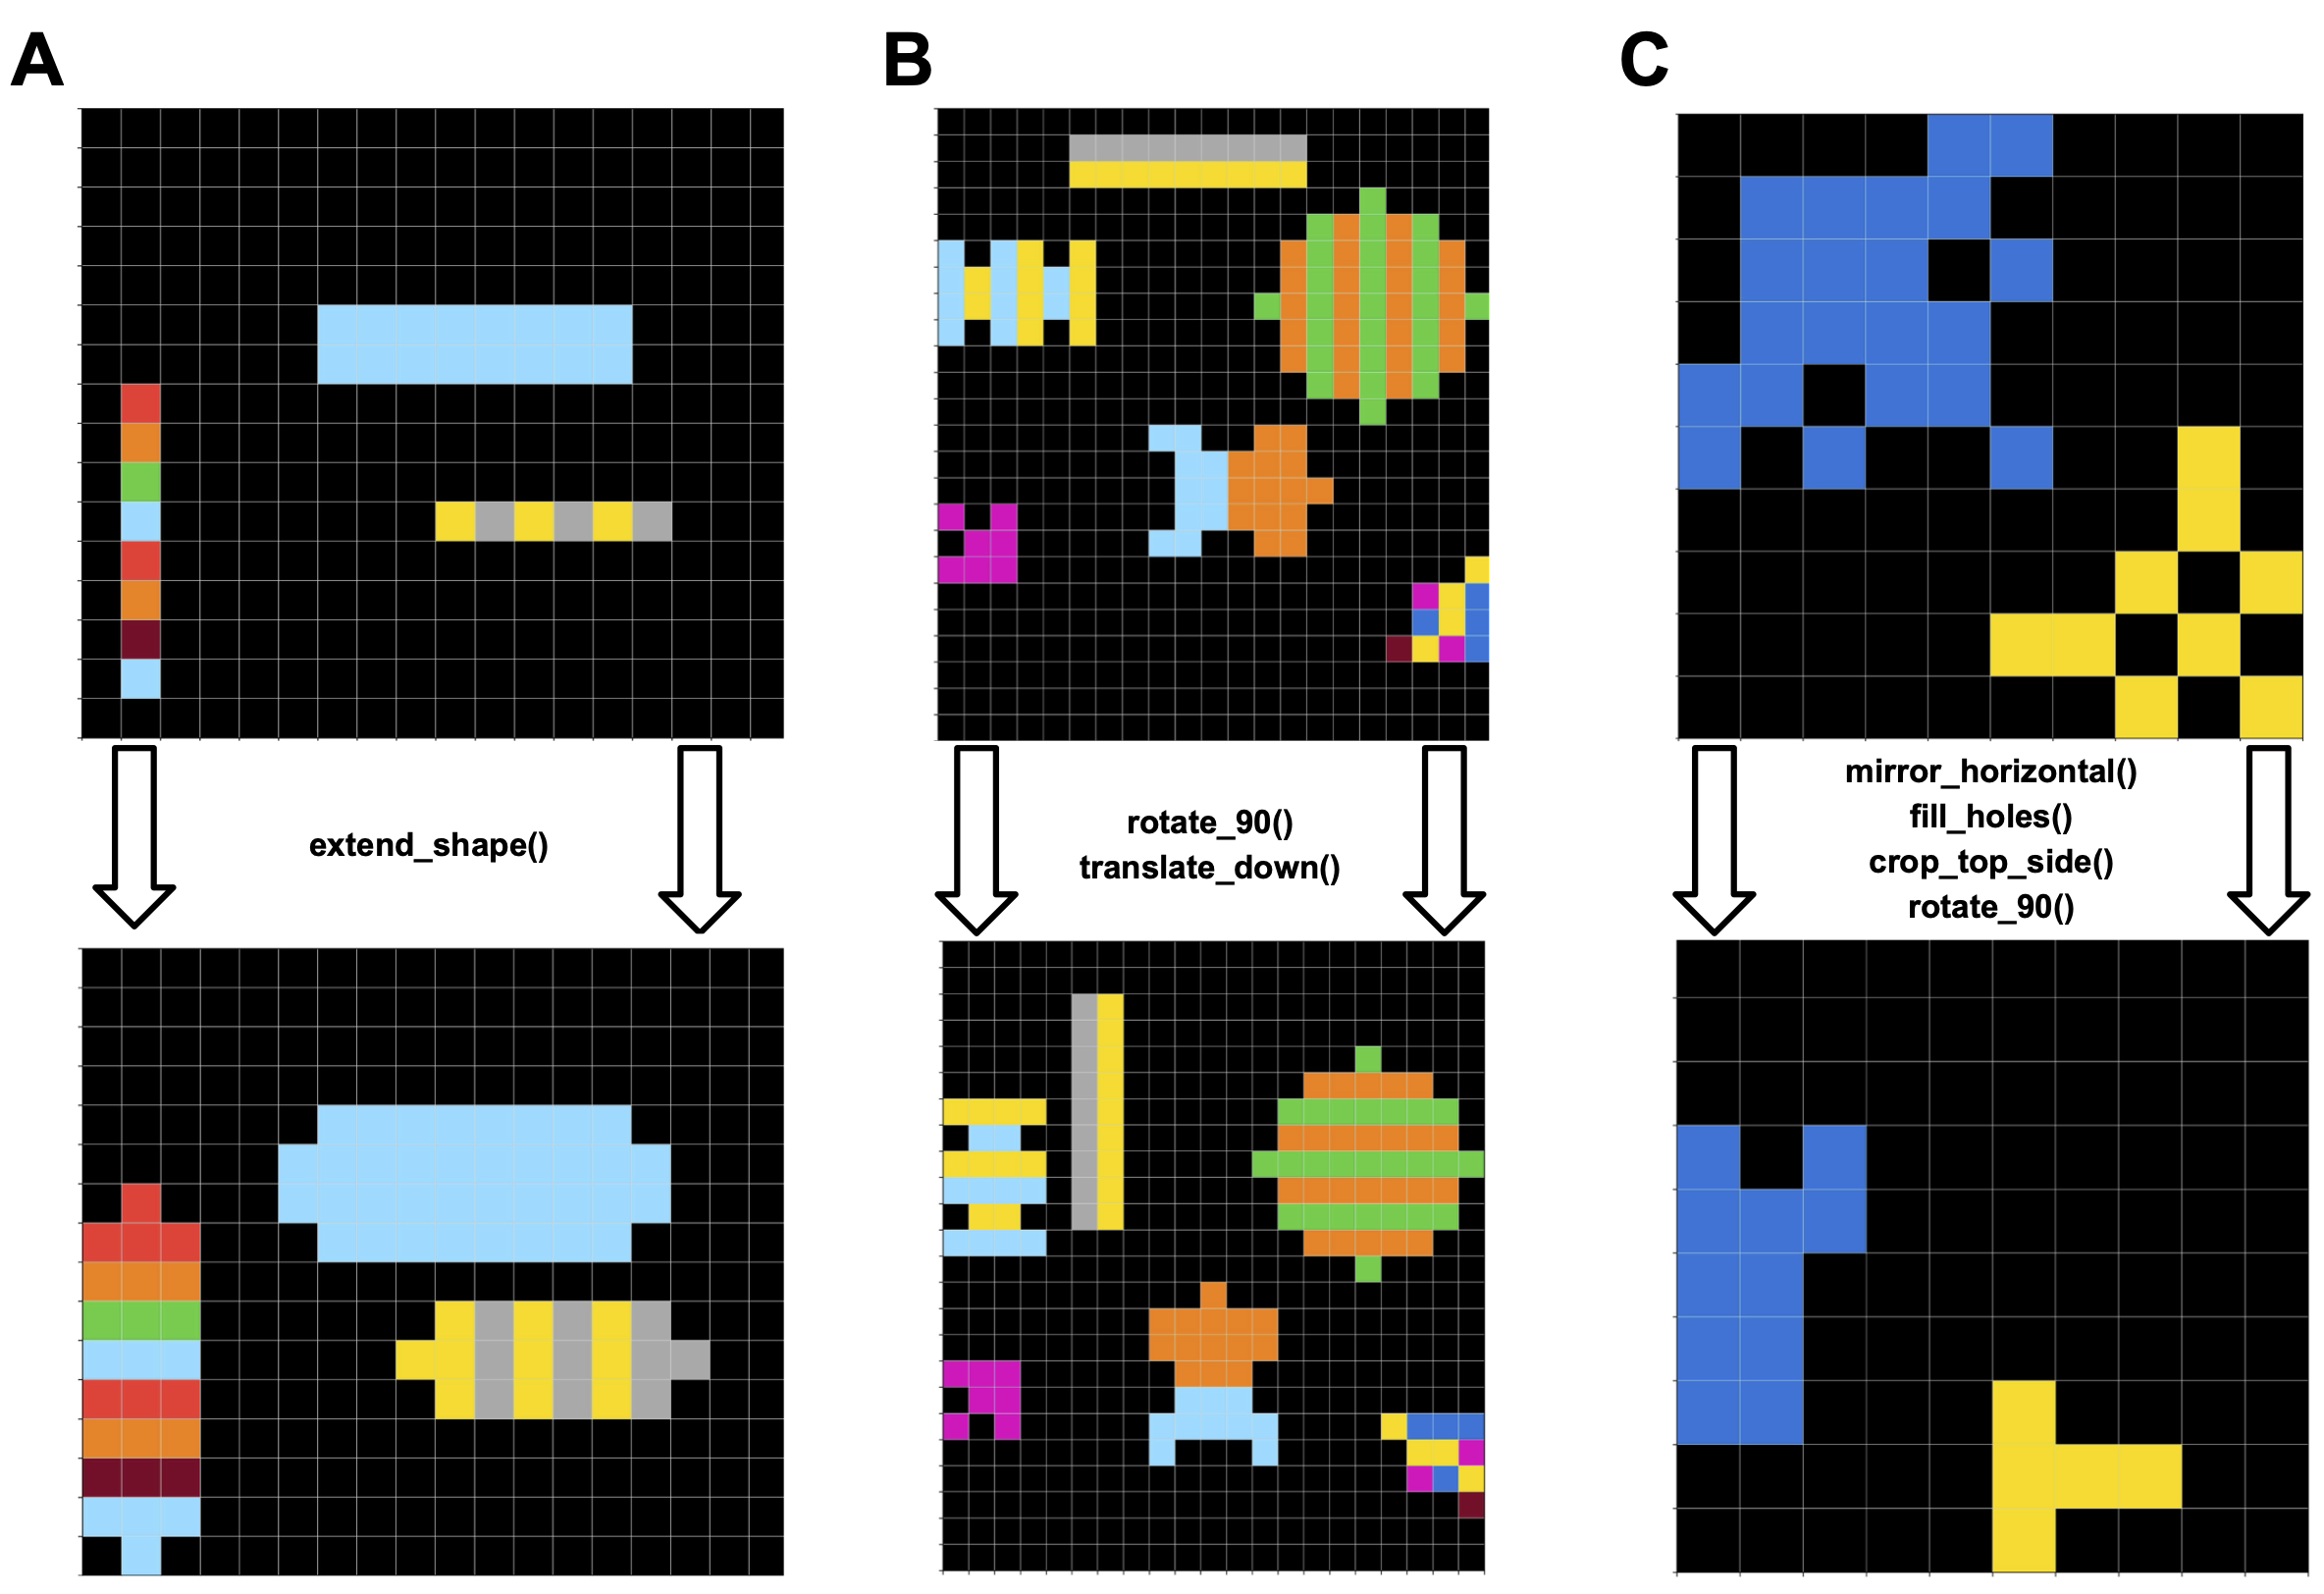 A
B
C
extend_shape()
rotate_90()
translate_down()
mirror_horizontal()
fill_holes()
crop_top_side()
rotate_90()